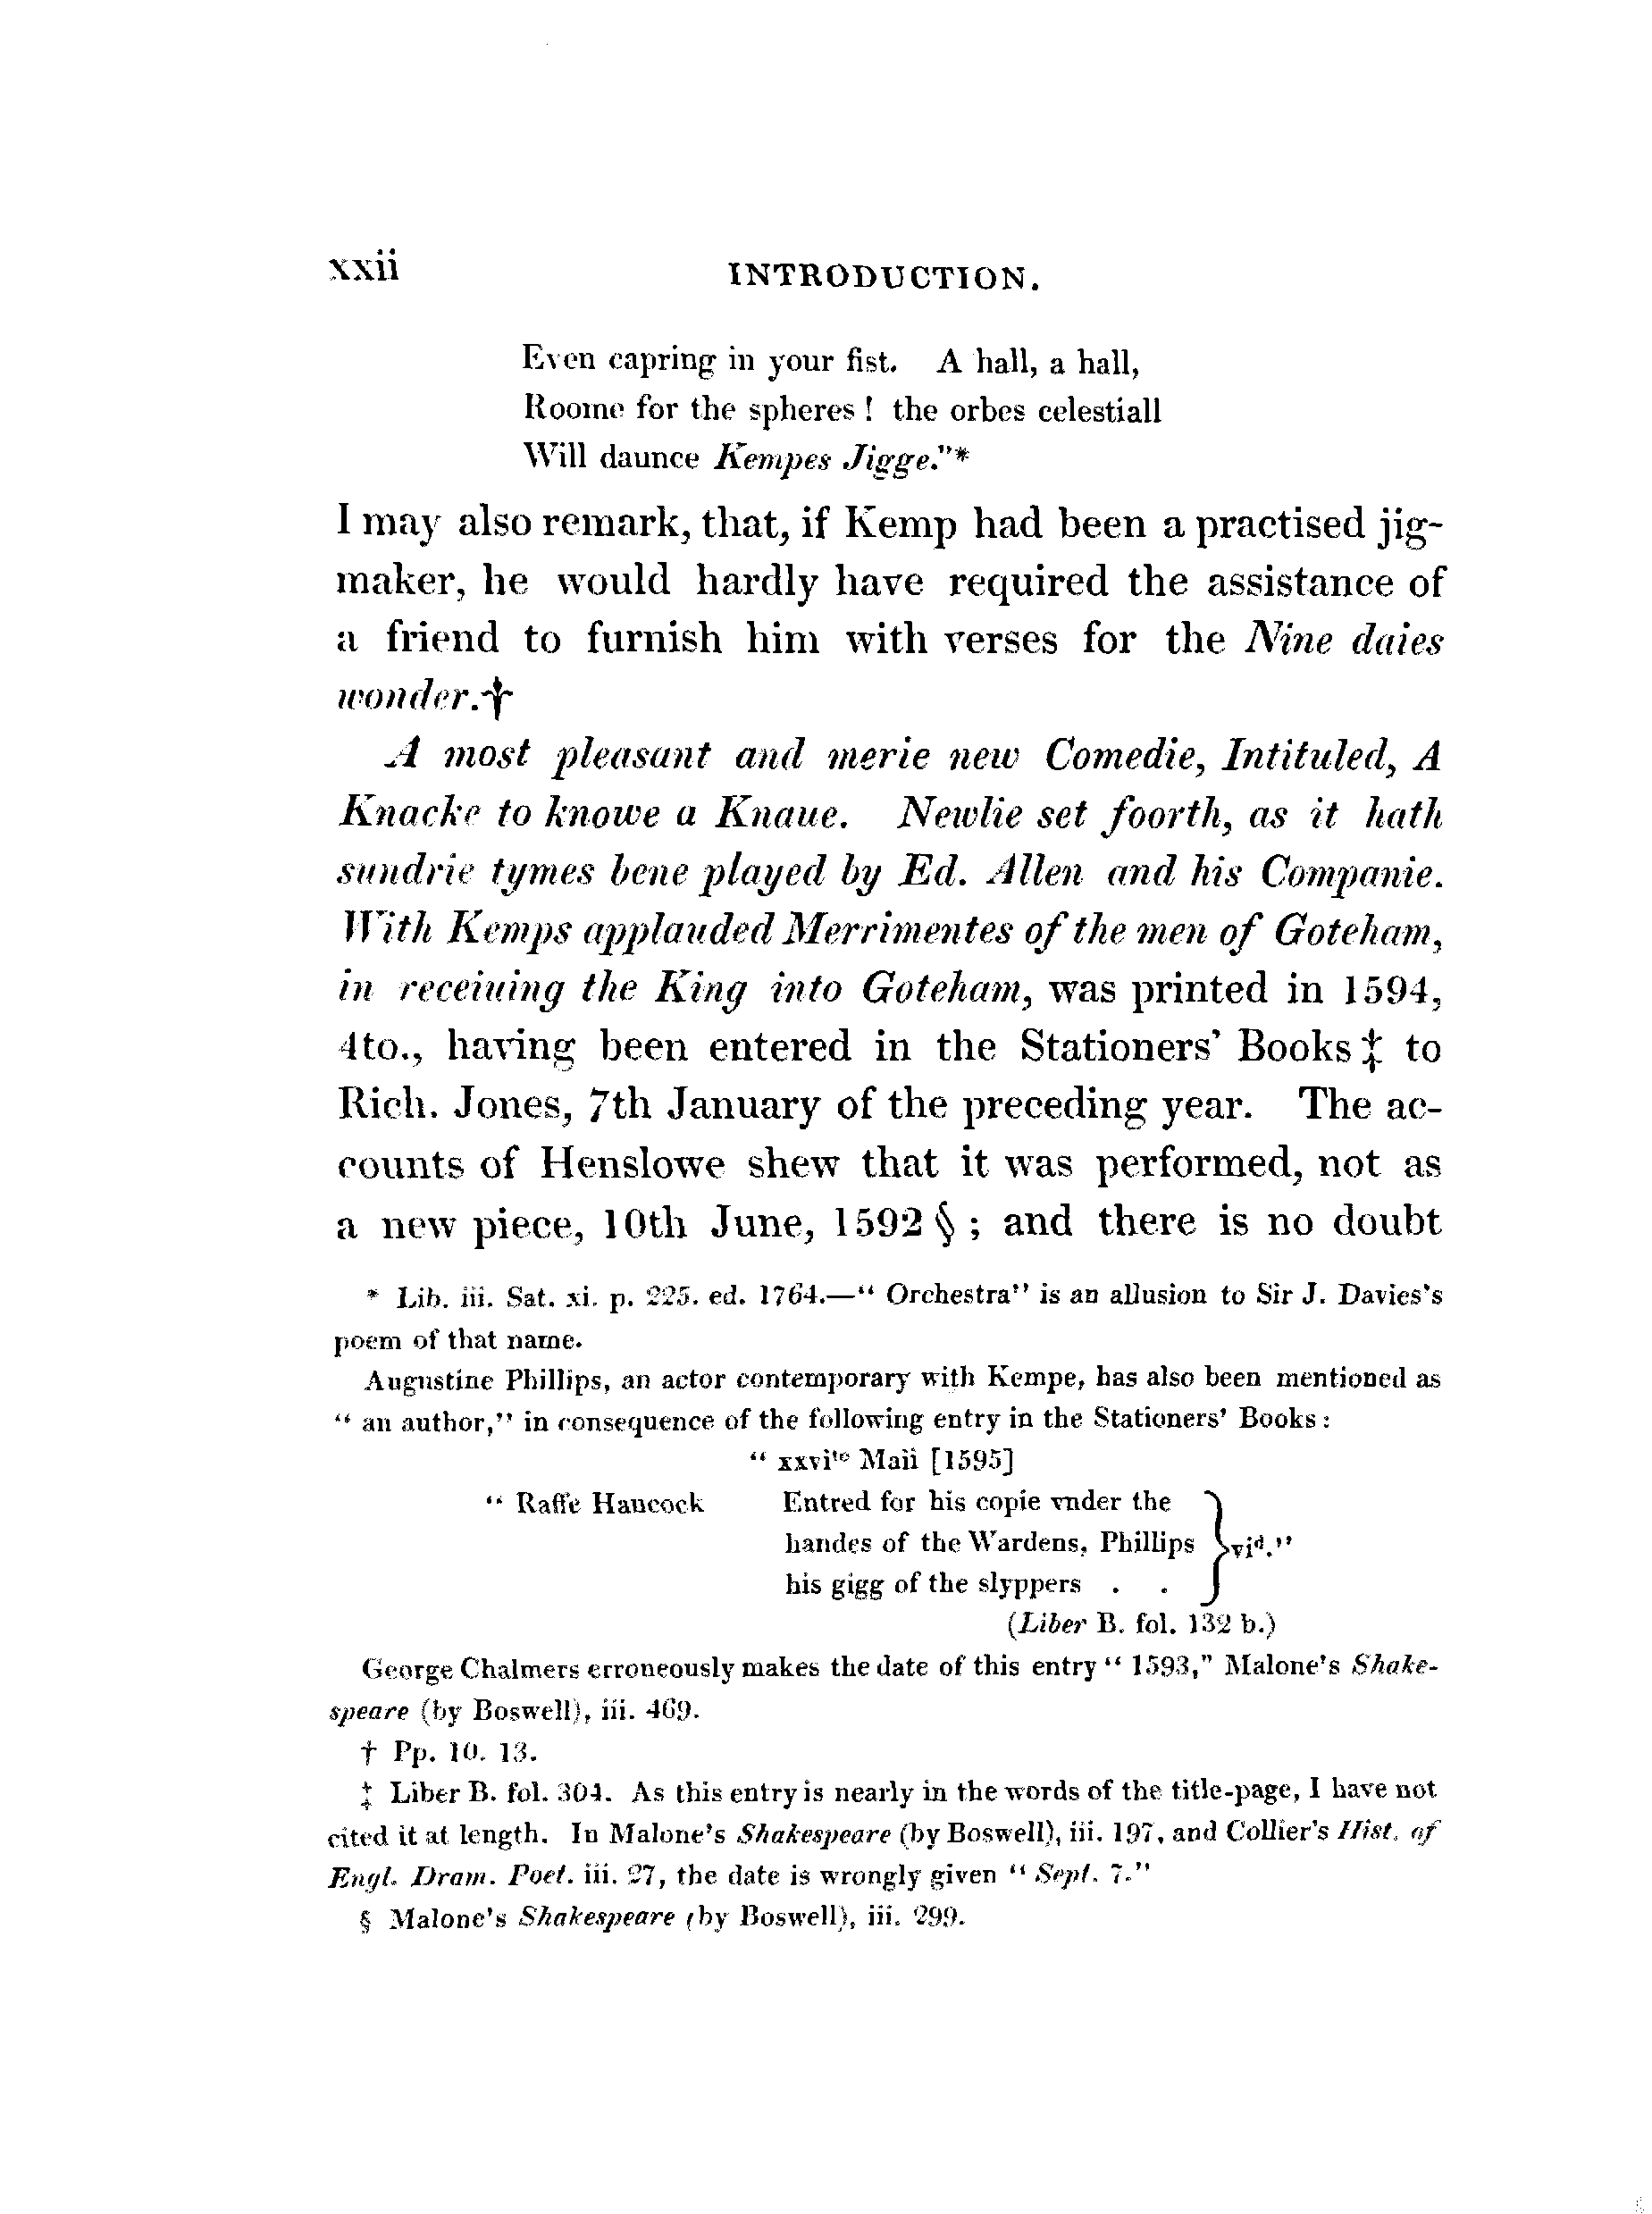 xxii INTRODUCTION.
Even capring in your fist. A hall, a hall,
Roome for the spheres! the orbes celestiall
Will daunce Kempes Jigge."*
I may also remark, that, if Kemp had been a practised jig-
maker, he would hardly have required the assistance of
a friend to furnish him with verses for the Nine daies
wonder.†
A most pleasant and merie new Comedie, Intituled, A
Knacke to knowe a Knaue. Newlie set foorth, as it hath
sundrie tymes bene played by Ed. Allen and his Companie.
With Kemps applauded Merrimentes of the men of Goteham,
in receiuing the King into Goteham, was printed in 1594,
4to., having been entered in the Stationers' Books ‡ to
Rich. Jones, 7th January of the preceding year. The ac-
counts of Henslowe shew that it was performed, not as
a new piece, 10th June, 1592 §; and there is no doubt
* Lib. iii. Sat. xi. p. 225. ed. 1764.—"Orchestra" is an allusion to Sir J. Davies's
poem of that name.
Augustine Phillips, an actor contemporary with Kempe, has also been mentioned as
"an author," in consequence of the following entry in the Stationers' Books:
"xxvito Maii [1595]
"Raffe Hancock Entred for his copie vnder the
handes of the Wardens, Phillips } vid."
his gigg of the slyppers . .
(Liber B. fol. 132 b.)
George Chalmers erroneously makes the date of this entry "1593," Malone's Shake-
speare (by Boswell), iii. 469.
† Pp. 10. 13.
‡ Liber B. fol. 304. As this entry is nearly in the words of the title-page, I have not
cited it at length. In Malone's Shakespeare (by Boswell), iii. 197, and Collier's Hist. of
Engl. Dram. Poet. iii. 27, the date is wrongly given "Sept. 7."
§ Malone's Shakespeare (by Boswell), iii. 299.